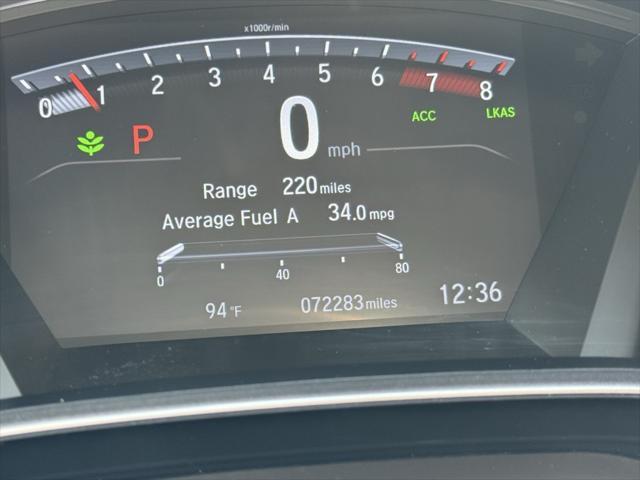 x1000r/min
0 1 2 3 4 5 6 7 8
P 0 mph ACC LKAS
Range 220 miles
Average Fuel A 34.0 mpg
0 40 80
94 °F 072283 miles 12:36